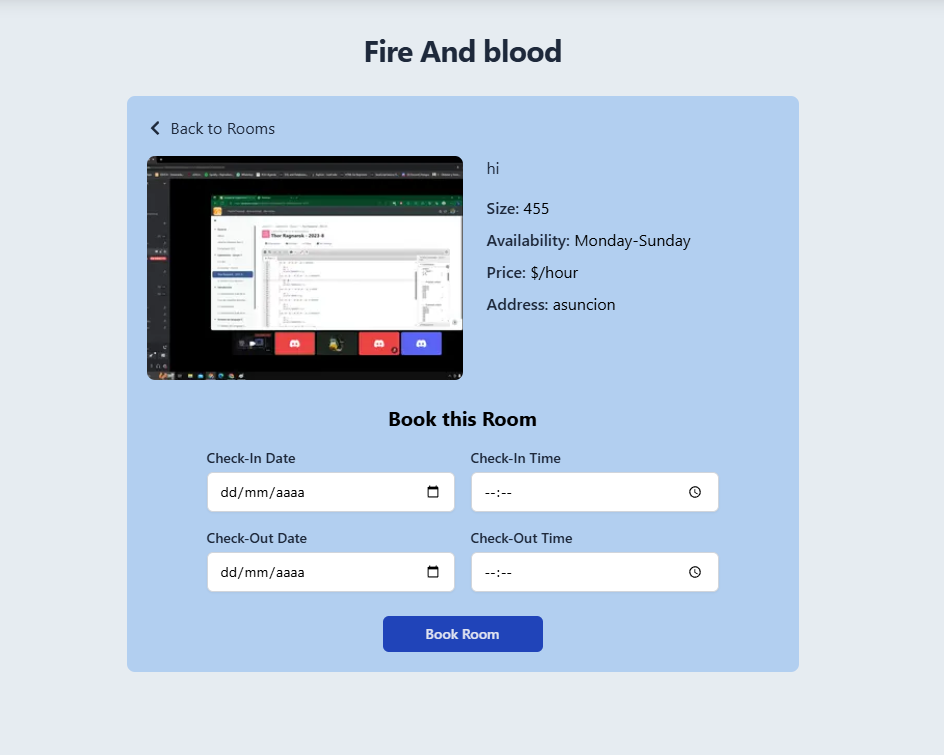 Fire And blood
Back to Rooms
hi
Size: 455
Availability: Monday-Sunday
Price: $/hour
Address: asuncion
Thor Ragnarok - 2023-II
Book this Room
Check-In Date
Check-In Time
dd/mm/aaaa
--:--
Check-Out Date
Check-Out Time
dd/mm/aaaa
--:--
Book Room